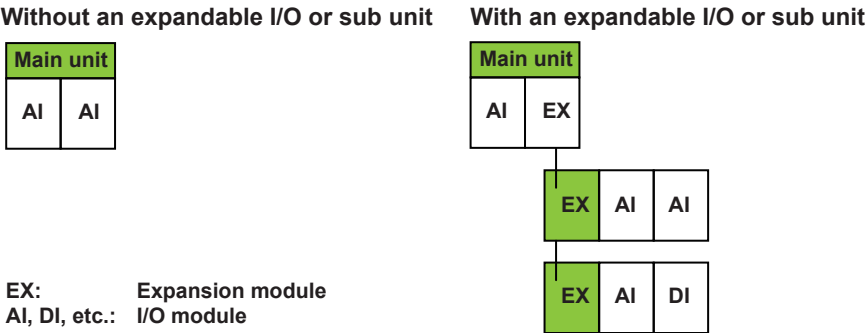 Without an expandable I/O or sub unit
Main unit
AI AI
With an expandable I/O or sub unit
Main unit
AI EX
EX AI AI
EX AI DI
EX: Expansion module
AI, DI, etc.: I/O module